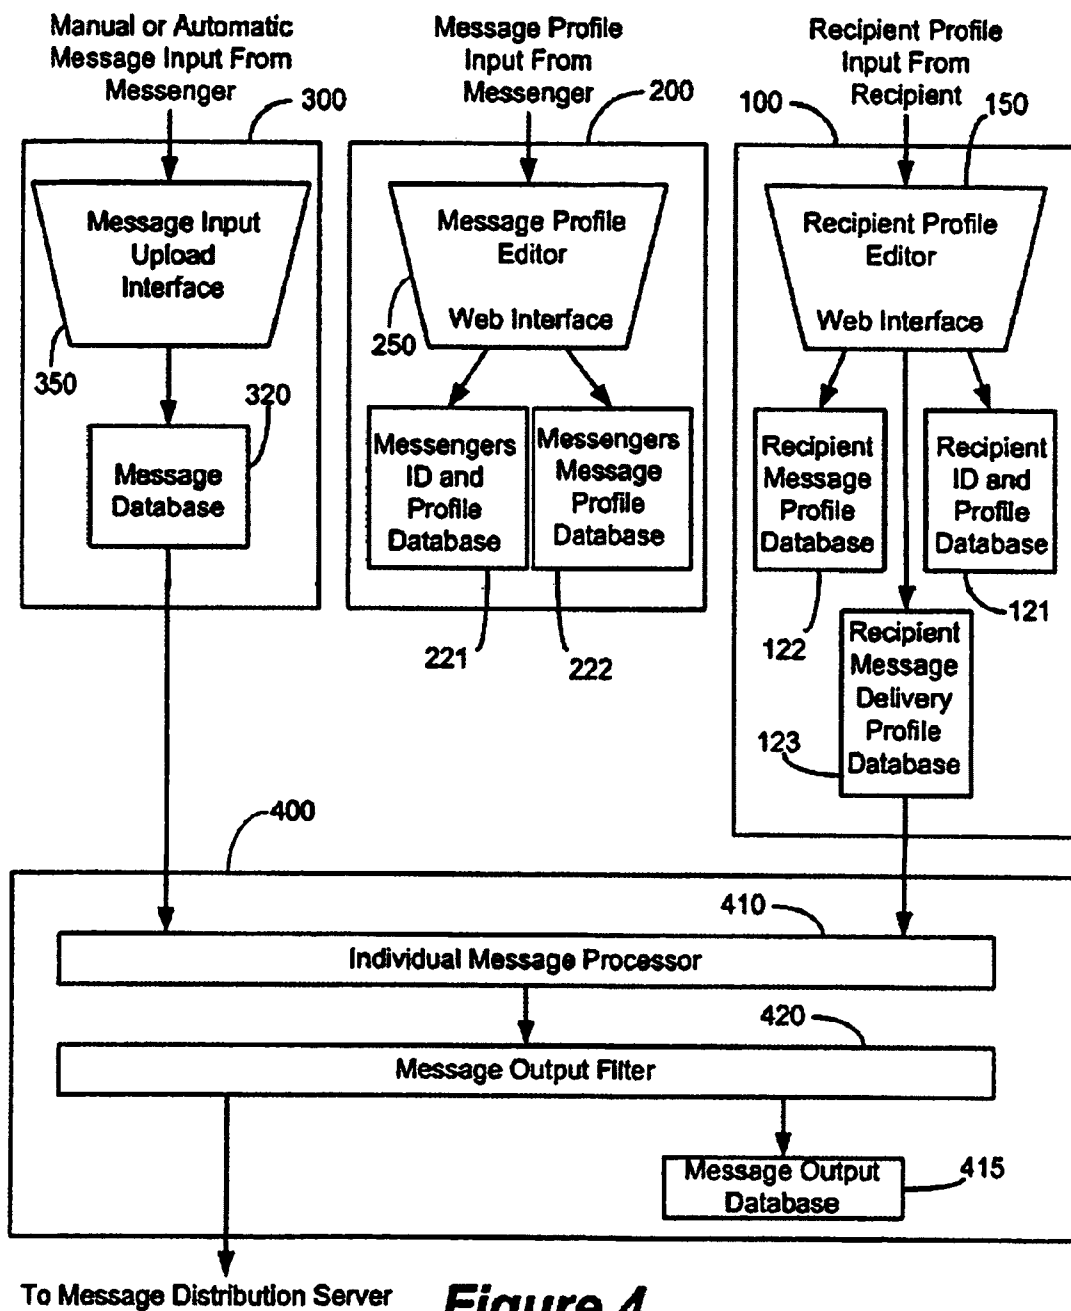 Manual or Automatic
Message Input From
Messenger
300
Message Profile
Input From
Messenger
200
Recipient Profile
Input From
Recipient
100
150
Message Input
Upload
Interface
350
320
Message
Database
Message Profile
Editor
Web Interface
250
Messengers
ID and
Profile
Database
Messengers
Message
Profile
Database
221
222
Recipient Profile
Editor
Web Interface
Recipient
Message
Profile
Database
Recipient
ID and
Profile
Database
122
121
Recipient
Message
Delivery
Profile
Database
123
400
410
Individual Message Processor
420
Message Output Filter
Message Output
Database
415
To Message Distribution Server
Figure 4